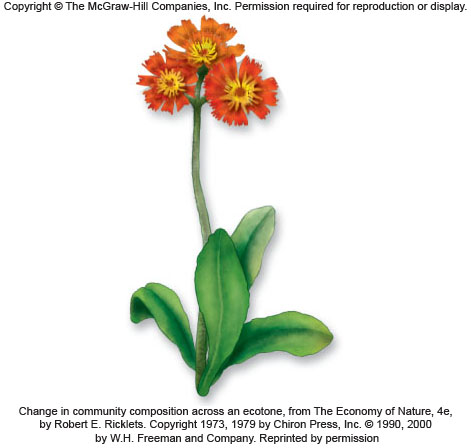 Copyright © The McGraw-Hill Companies, Inc. Permission required for reproduction or display.
Change in community composition across an ecotone, from The Economy of Nature, 4e,
by Robert E. Ricklets. Copyright 1973, 1979 by Chiron Press, Inc. © 1990, 2000
by W.H. Freeman and Company. Reprinted by permission